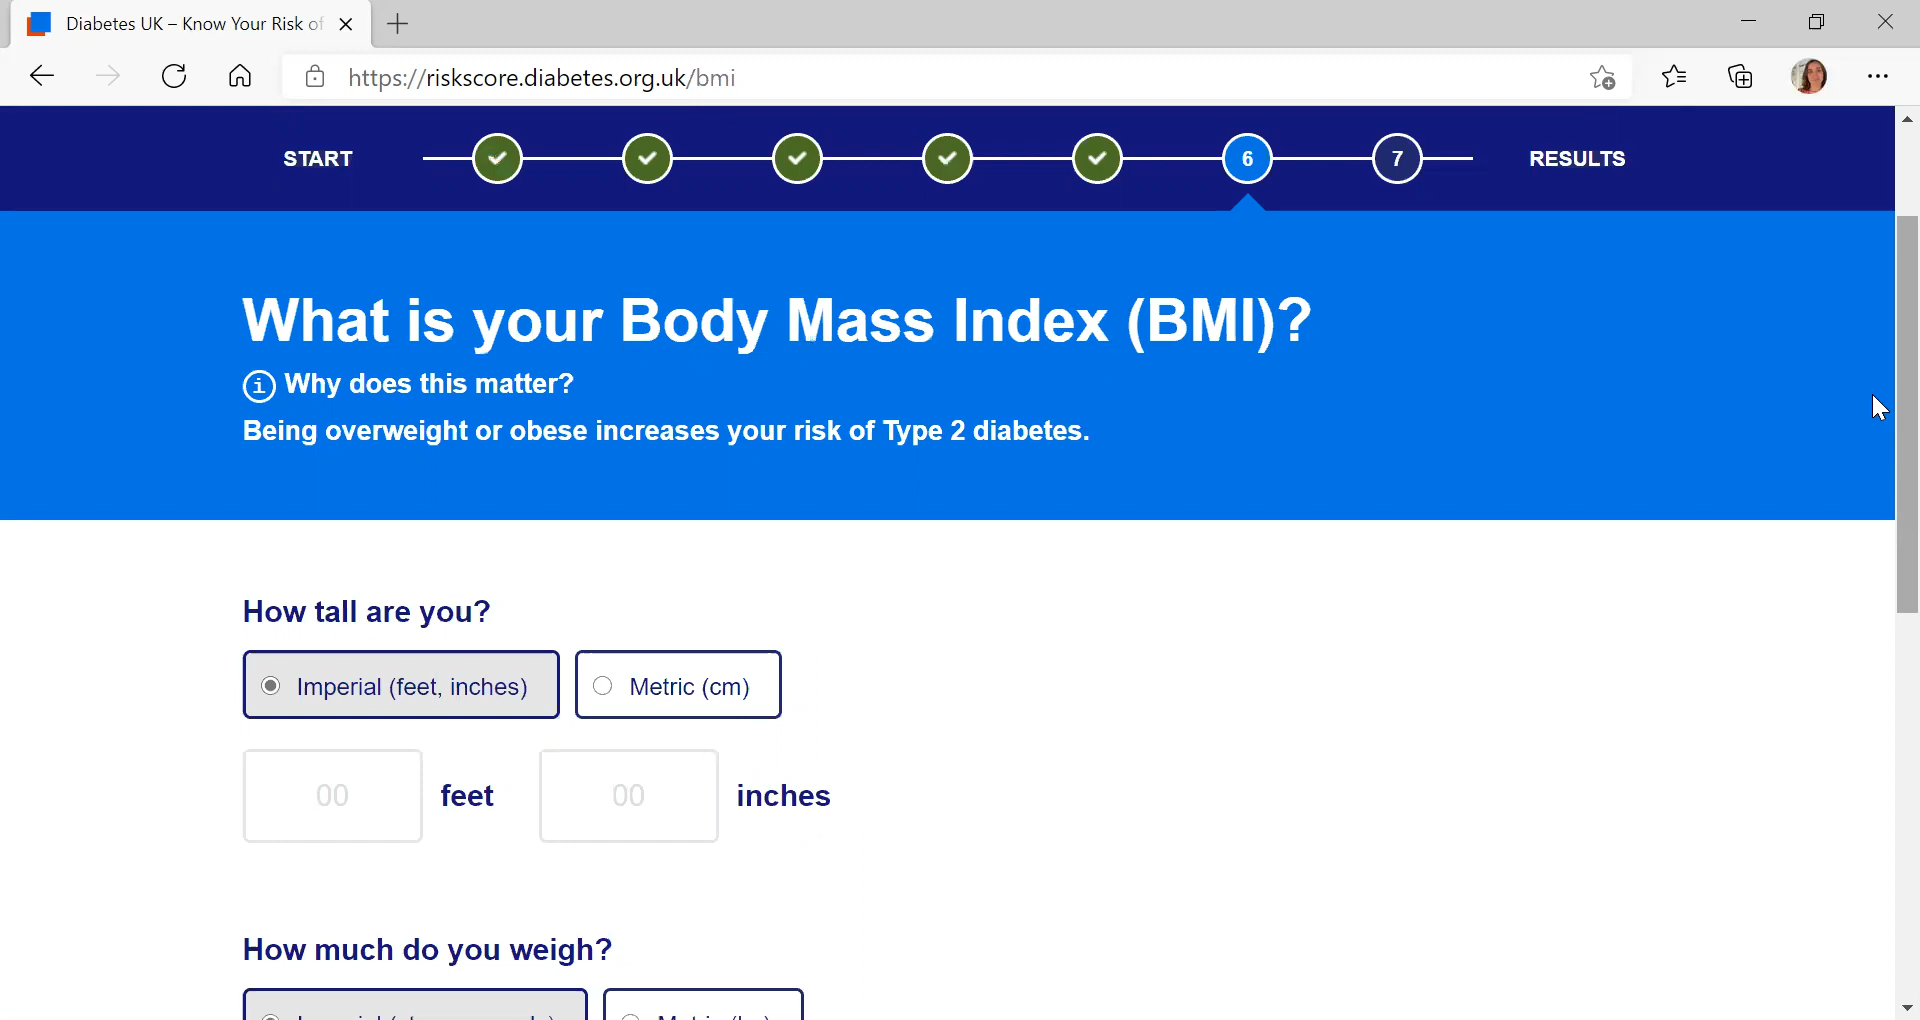 Diabetes UK – Know Your Risk of
https://riskscore.diabetes.org.uk/bmi
START 6 7 RESULTS
What is your Body Mass Index (BMI)?
i Why does this matter?
Being overweight or obese increases your risk of Type 2 diabetes.
How tall are you?
Imperial (feet, inches) Metric (cm)
00 feet 00 inches
How much do you weigh?